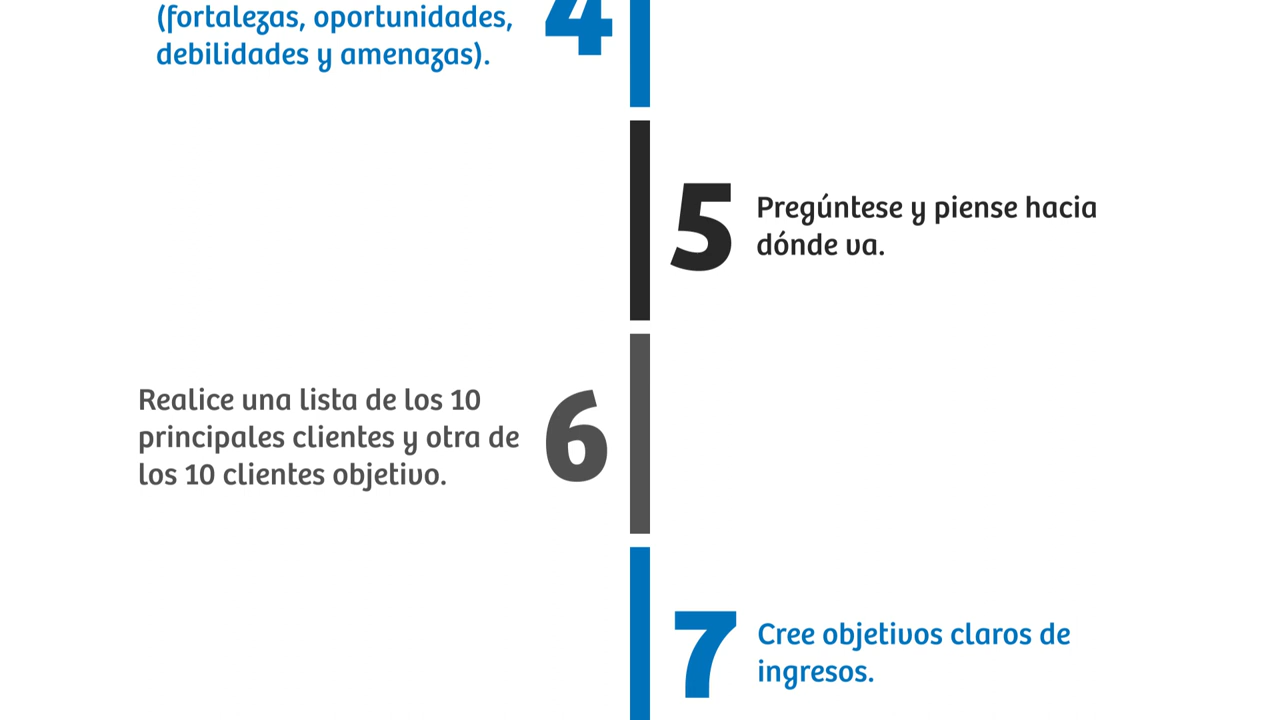 (fortalezas, oportunidades,
debilidades y amenazas).
4
5
Pregúntese y piense hacia
dónde va.
Realice una lista de los 10
principales clientes y otra de
los 10 clientes objetivo.
6
7
Cree objetivos claros de
ingresos.